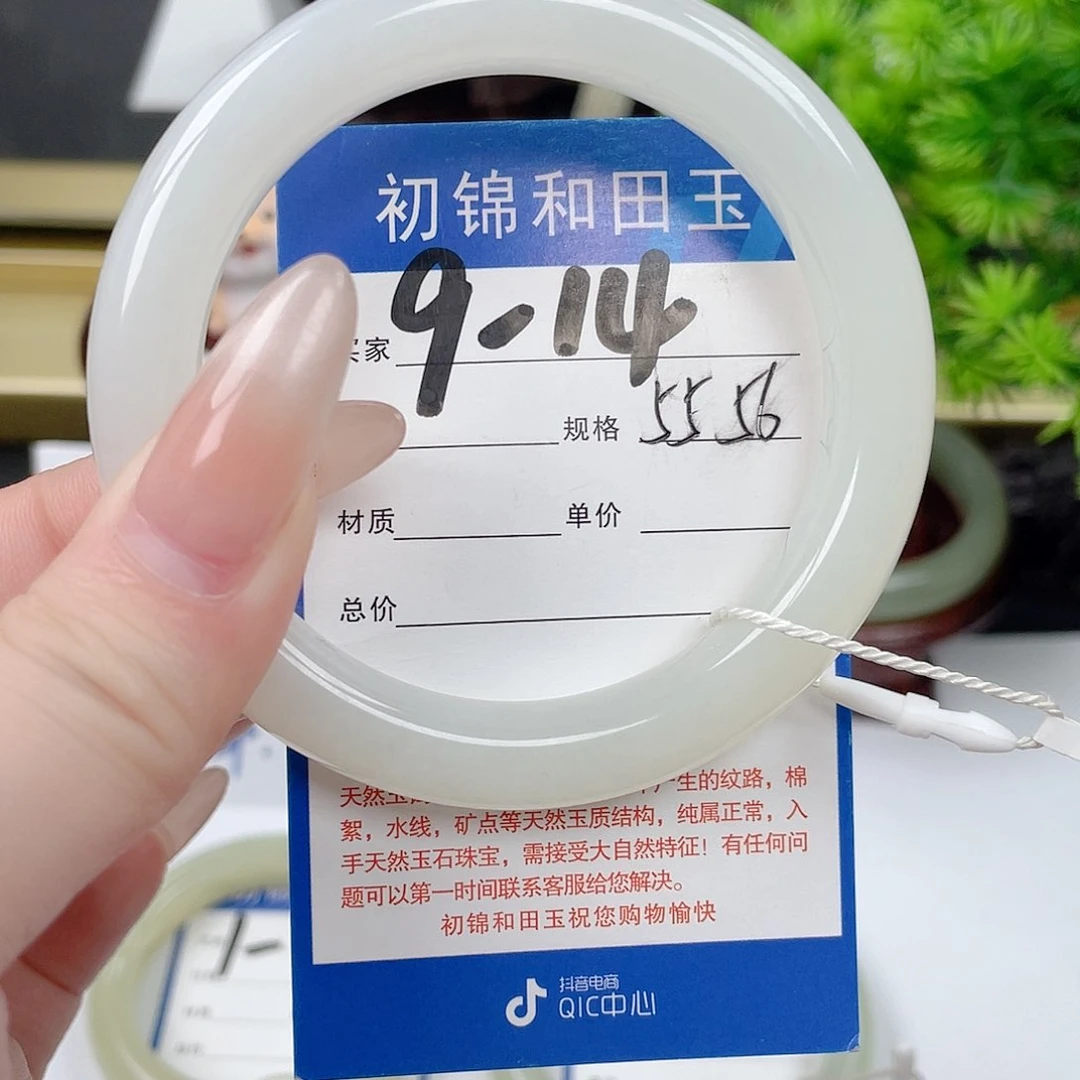 初锦和田玉
买家 9-14
规格 55 56
材质 单价
总价
天然玉 生的纹路，棉
絮，水线，矿点等天然玉质结构，纯属正常，入
手天然玉石珠宝，需接受大自然特征！有任何问
题可以第一时间联系客服给您解决。
初锦和田玉祝您购物愉快
抖音电商
QIC中心
1-